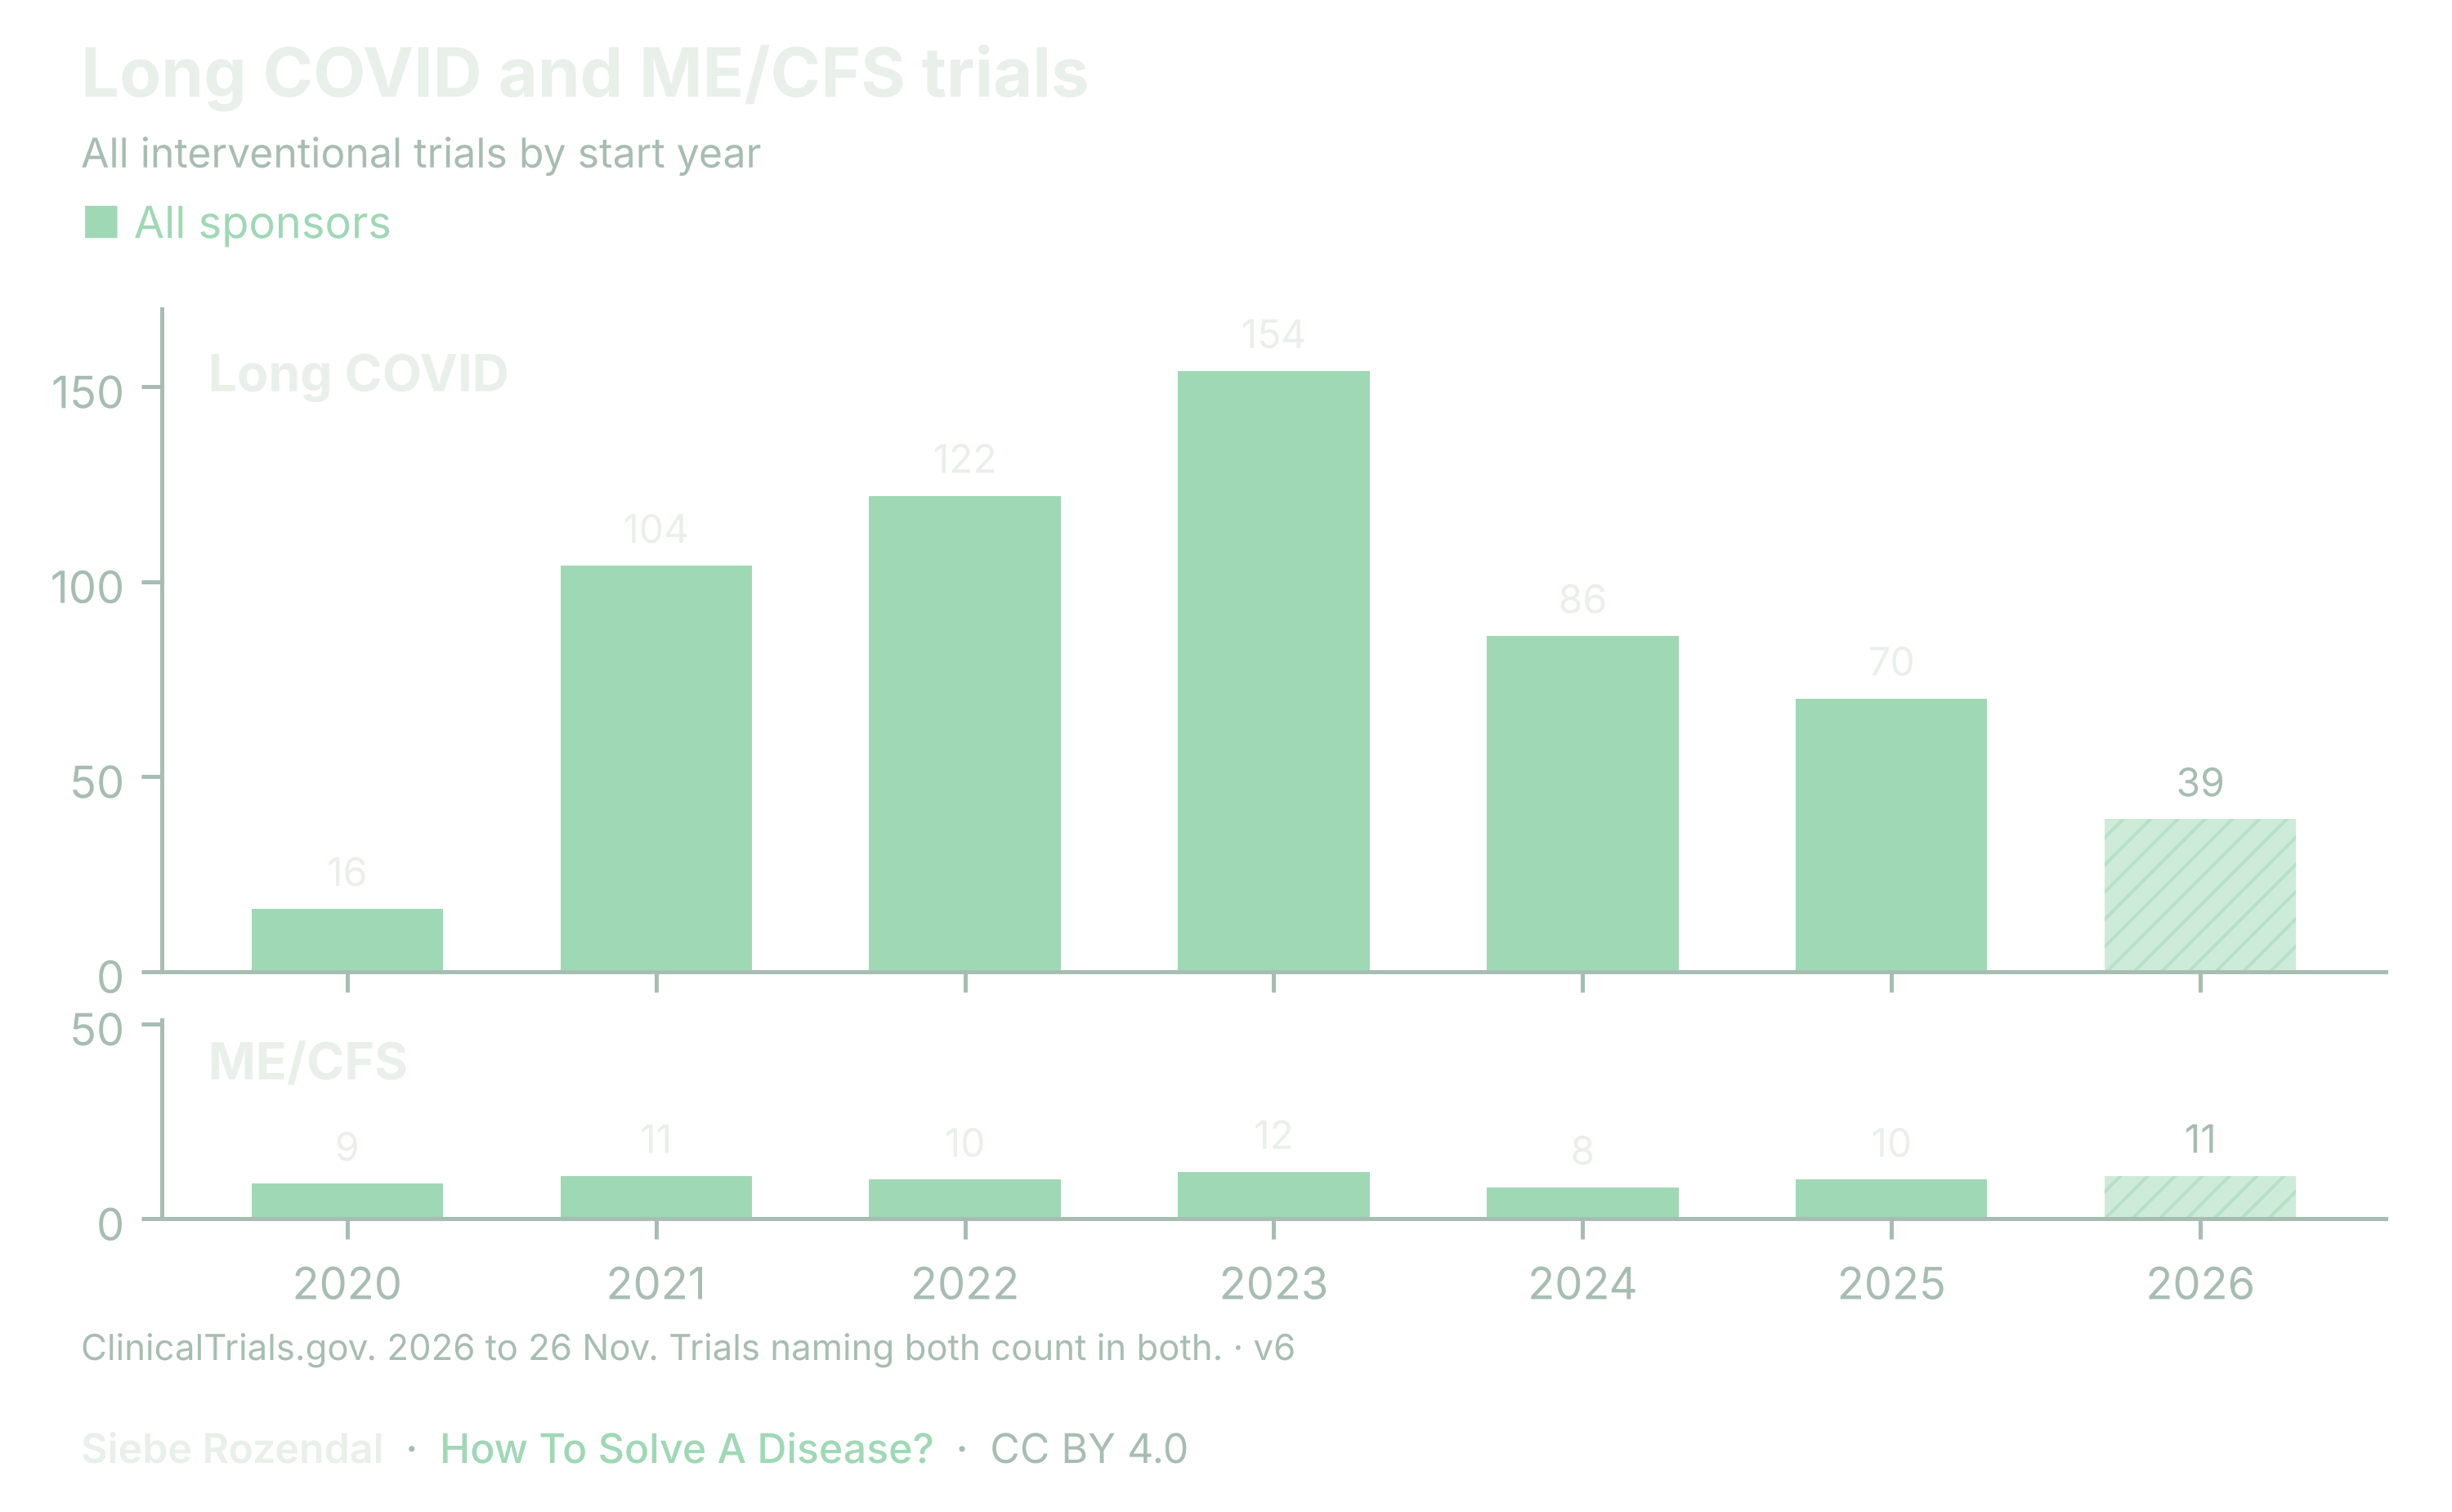 Long COVID and ME/CFS trials
All interventional trials by start year
All sponsors
Long COVID
150
100
50
0
16
104
122
154
86
70
39
ME/CFS
50
0
9
11
10
12
8
10
11
2020 2021 2022 2023 2024 2025 2026
ClinicalTrials.gov. 2026 to 26 Nov. Trials naming both count in both. · v6
Siebe Rozendal · How To Solve A Disease? · CC BY 4.0